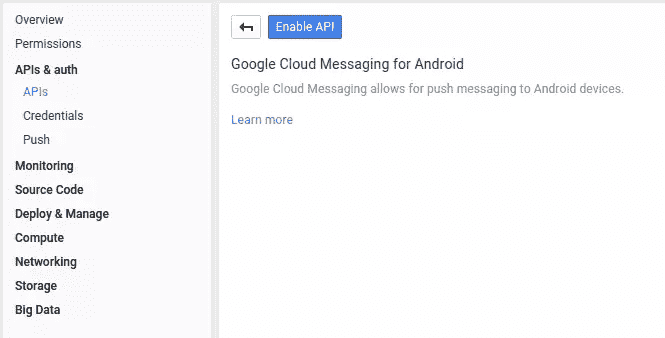 Overview
Permissions
APIs & auth
APIs
Credentials
Push
Monitoring
Source Code
Deploy & Manage
Compute
Networking
Storage
Big Data
Enable API
Google Cloud Messaging for Android
Google Cloud Messaging allows for push messaging to Android devices.
Learn more